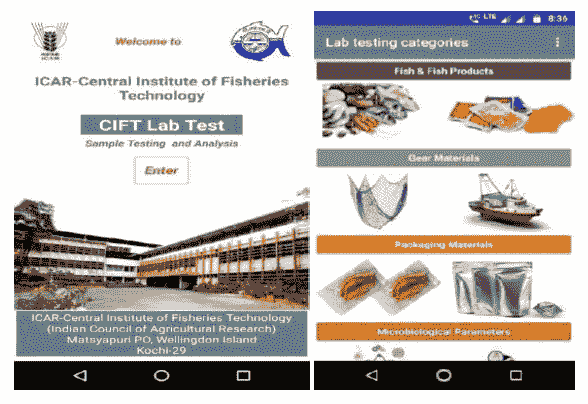 Welcome to
ICAR-Central Institute of Fisheries
Technology
CIFT Lab Test
Sample Testing and Analysis
Enter
ICAR-Central Institute of Fisheries Technology
(Indian Council of Agricultural Research)
Matsyapuri PO, Wellingdon Island
Kochi-29
LTE 8:36
Lab testing categories
Fish & Fish Products
Gear Materials
Packaging Materials
Microbiological Parameters